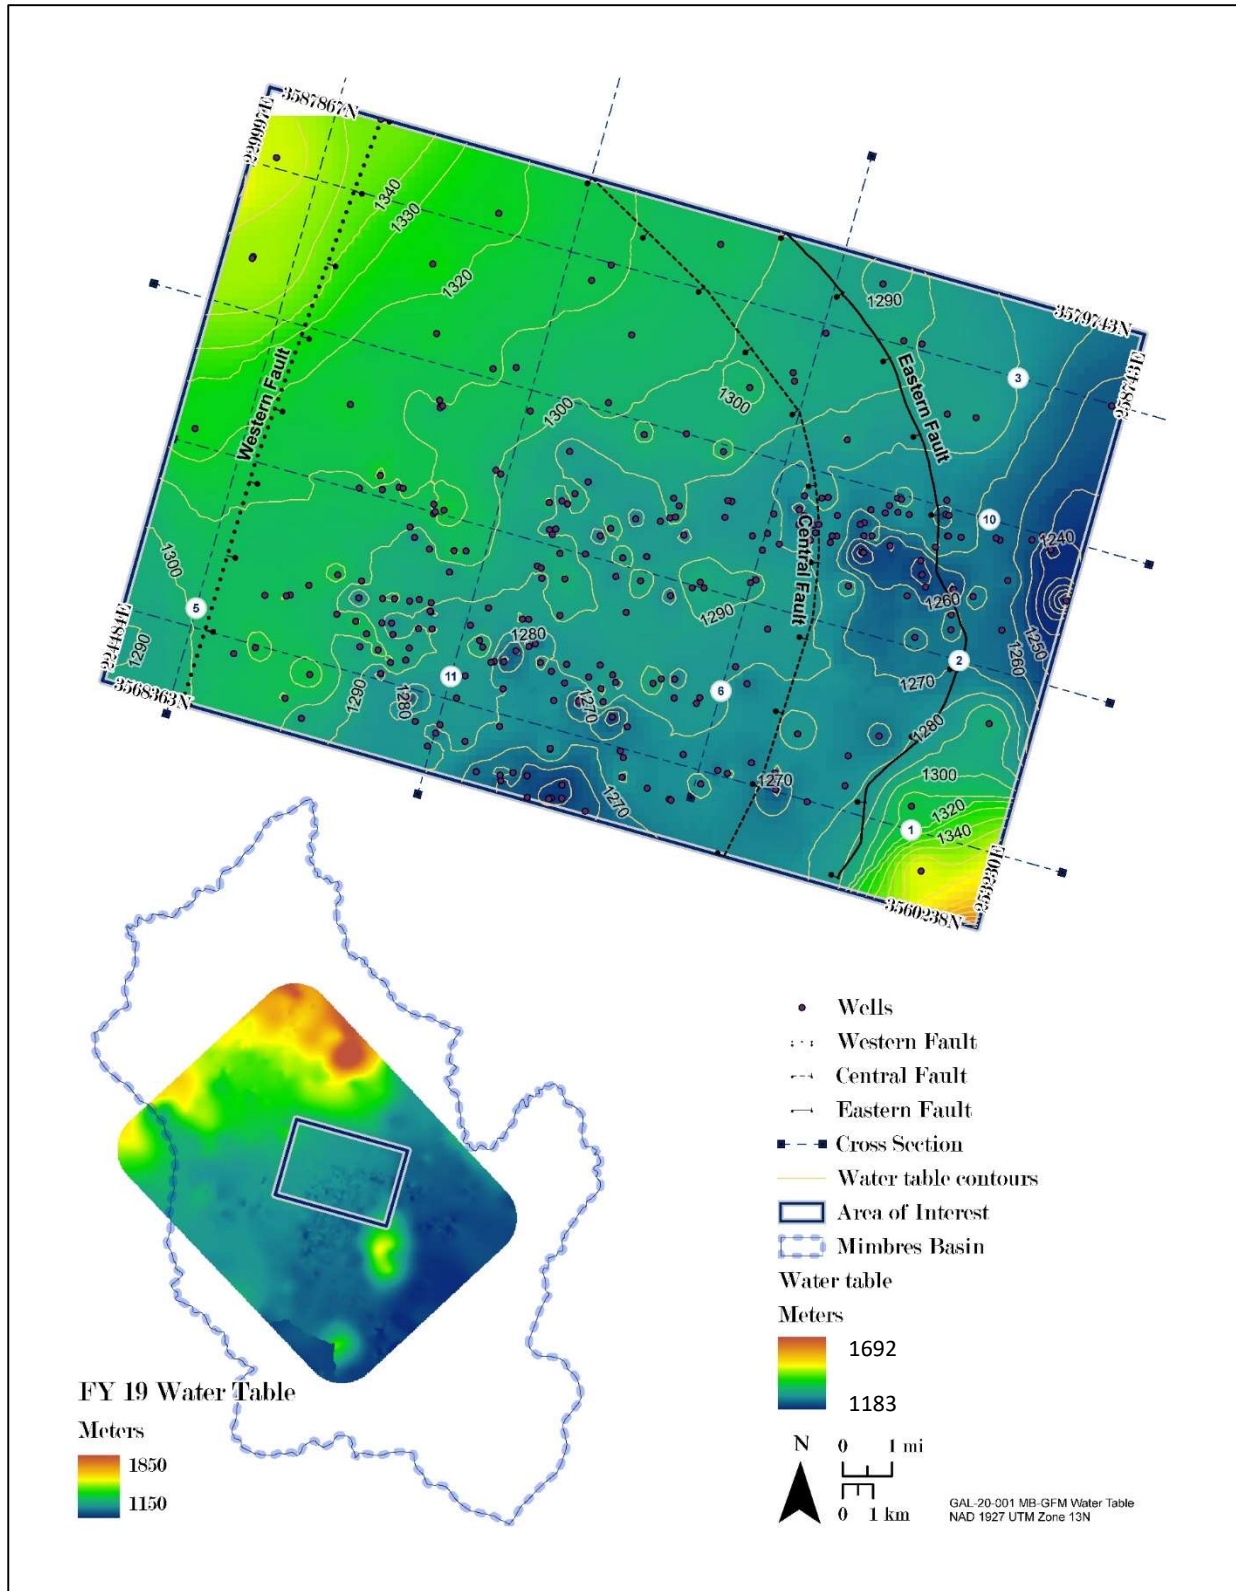 3587867N
229997E
1340
1330
1320
1290
3579743N
258743E
3
Western Fault
Eastern Fault
1300
1300
10
1240
Central Fault
1300
5
1290
1260
1250
1260
1280
2
1290
224484E
3568363N
11
6
1270
1290
1280
1270
1280
1270
1270
1300
1320
1340
1
253230E
3560238N
Wells
Western Fault
Central Fault
Eastern Fault
Cross Section
Water table contours
Area of Interest
Mimbres Basin
Water table
Meters
1692
1183
FY 19 Water Table
Meters
1850
1150
N
0 1 mi
0 1 km
GAL-20-001 MB-GFM Water Table
NAD 1927 UTM Zone 13N